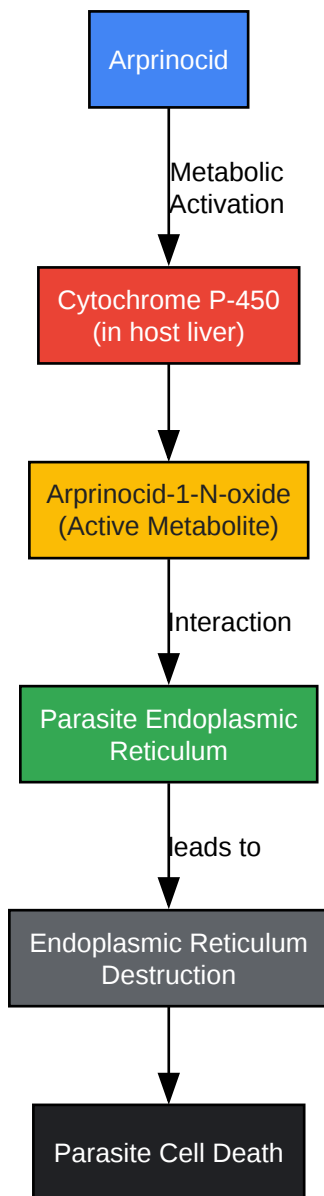 Arprinocid
Metabolic
Activation
Cytochrome P-450
(in host liver)
Arprinocid-1-N-oxide
(Active Metabolite)
Interaction
Parasite Endoplasmic
Reticulum
leads to
Endoplasmic Reticulum
Destruction
Parasite Cell Death